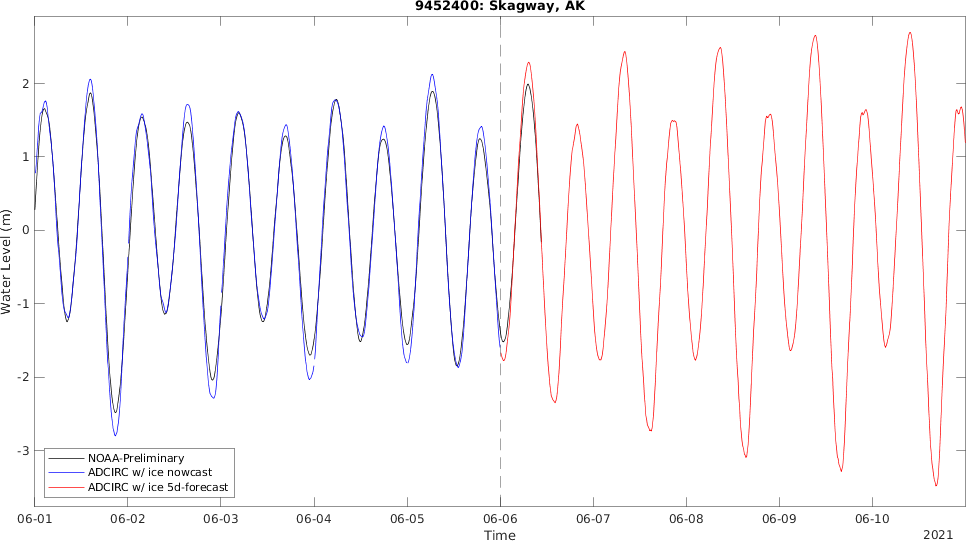 9452400: Skagway, AK
Water Level (m)
2
1
0
-1
-2
-3
NOAA-Preliminary
ADCIRC w/ ice nowcast
ADCIRC w/ ice 5d-forecast
06-01 06-02 06-03 06-04 06-05 06-06 06-07 06-08 06-09 06-10
Time
2021